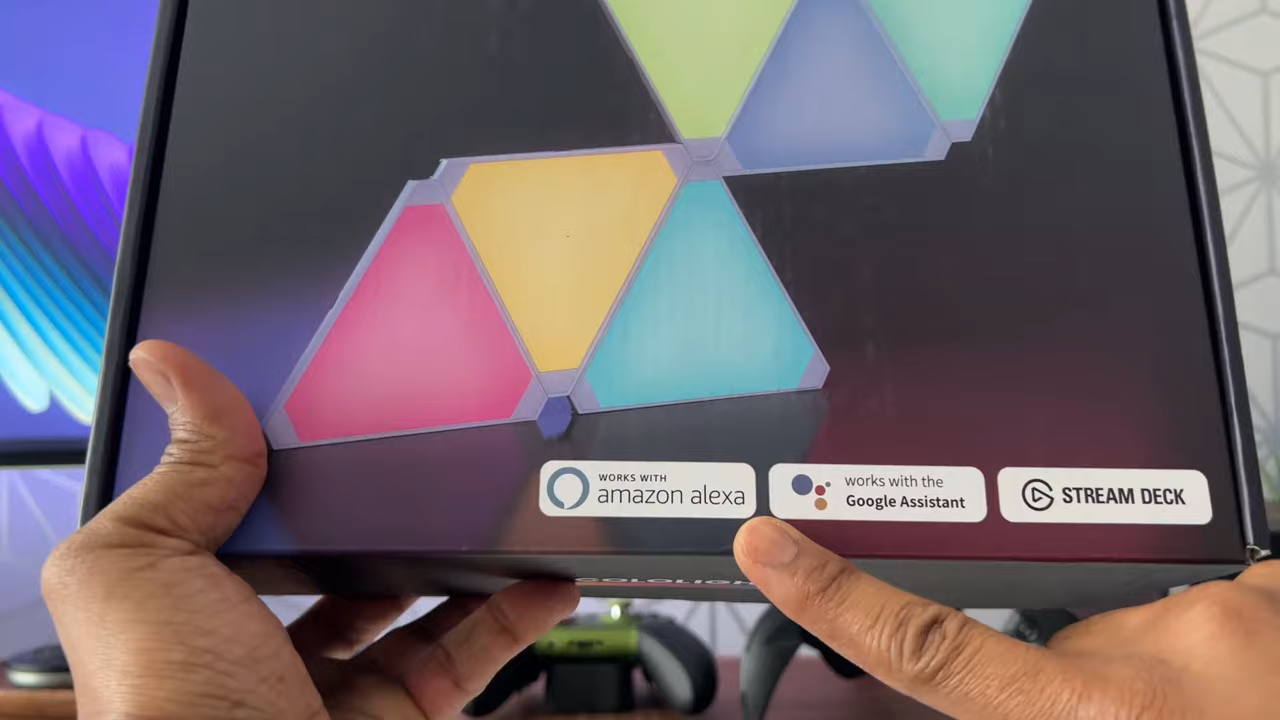 WORKS WITH
amazon alexa
works with the
Google Assistant
STREAM DECK